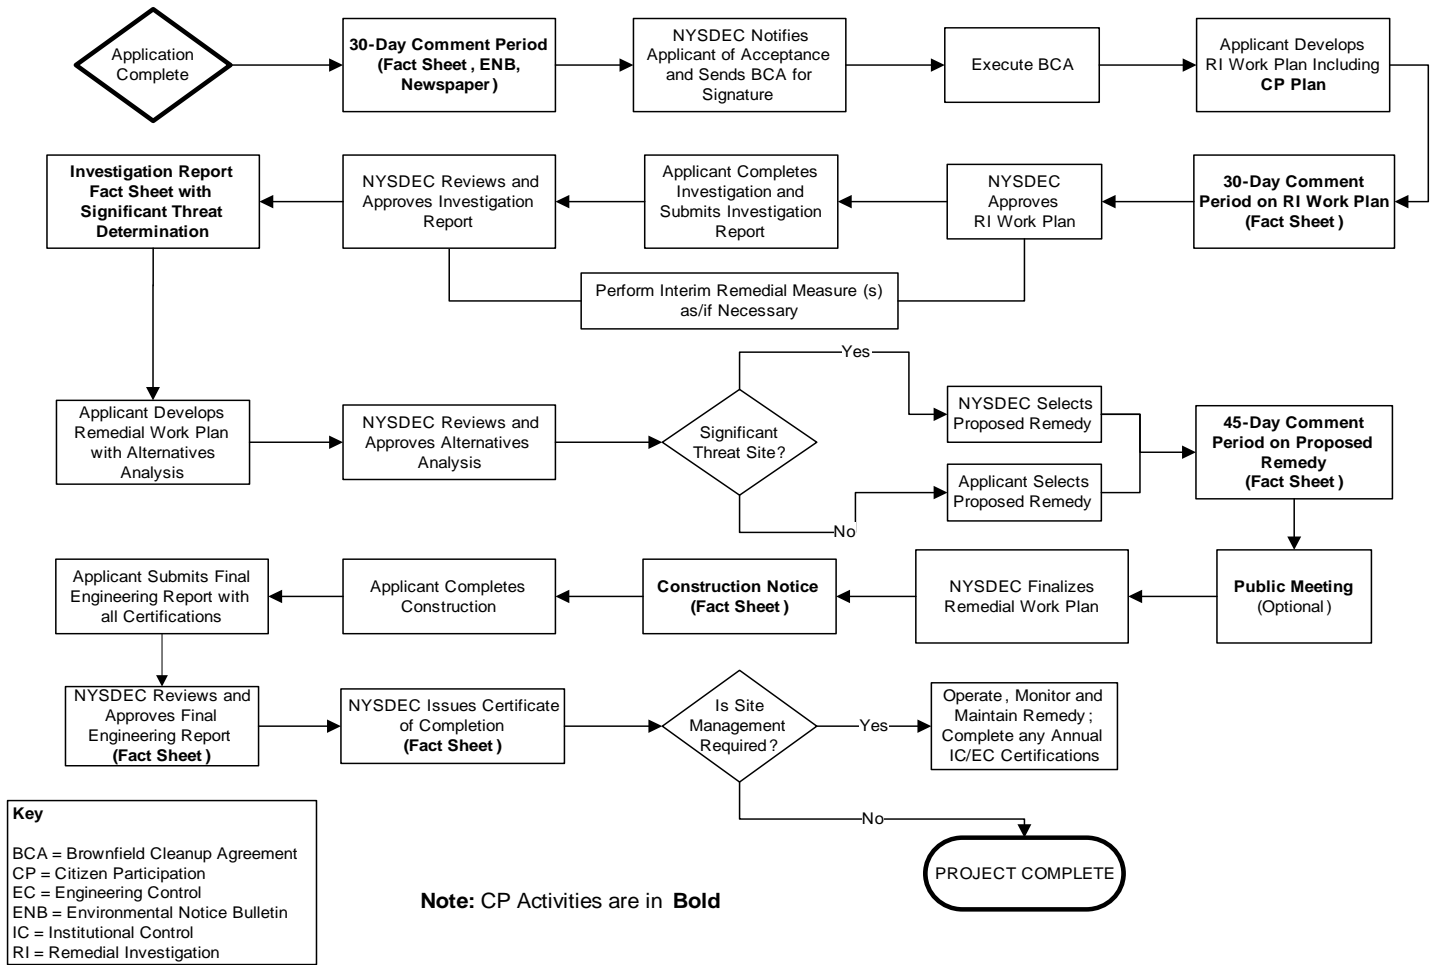 Application
Complete
30-Day Comment Period
(Fact Sheet , ENB,
Newspaper )
NYSDEC Notifies
Applicant of Acceptance
and Sends BCA for
Signature
Execute BCA
Applicant Develops
RI Work Plan Including
CP Plan
Investigation Report
Fact Sheet with
Significant Threat
Determination
NYSDEC Reviews and
Approves Investigation
Report
Applicant Completes
Investigation and
Submits Investigation
Report
NYSDEC
Approves
RI Work Plan
30-Day Comment
Period on RI Work Plan
(Fact Sheet )
Perform Interim Remedial Measure (s)
as/if Necessary
Applicant Develops
Remedial Work Plan
with Alternatives
Analysis
NYSDEC Reviews and
Approves Alternatives
Analysis
Significant
Threat Site ?
Yes
No
NYSDEC Selects
Proposed Remedy
Applicant Selects
Proposed Remedy
45-Day Comment
Period on Proposed
Remedy
(Fact Sheet )
Applicant Submits Final
Engineering Report with
all Certifications
Applicant Completes
Construction
Construction Notice
(Fact Sheet )
NYSDEC Finalizes
Remedial Work Plan
Public Meeting
(Optional )
NYSDEC Reviews and
Approves Final
Engineering Report
(Fact Sheet )
NYSDEC Issues Certificate
of Completion
(Fact Sheet )
Is Site
Management
Required ?
Yes
Operate , Monitor and
Maintain Remedy ;
Complete any Annual
IC/EC Certifications
No
PROJECT COMPLETE
Key
BCA = Brownfield Cleanup Agreement
CP = Citizen Participation
EC = Engineering Control
ENB = Environmental Notice Bulletin
IC = Institutional Control
RI = Remedial Investigation
Note: CP Activities are in Bold